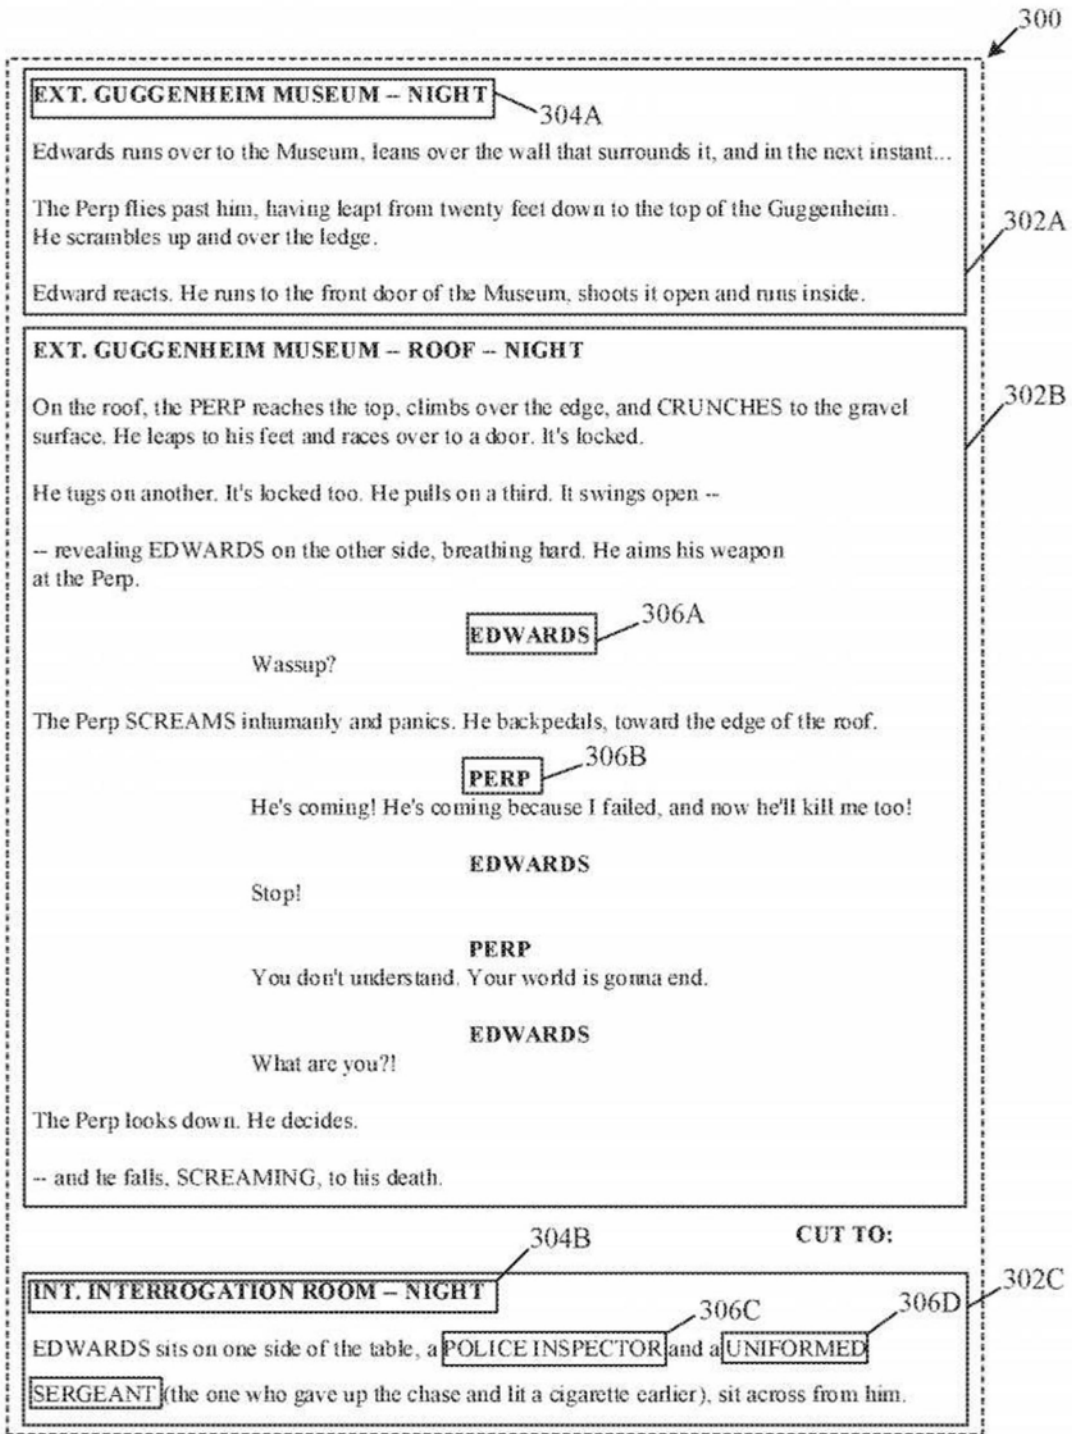 300
EXT. GUGGENHEIM MUSEUM -- NIGHT
304A
Edwards runs over to the Museum, leans over the wall that surrounds it, and in the next instant...
The Perp flies past him, having leapt from twenty feet down to the top of the Guggenheim.
He scrambles up and over the ledge.
302A
Edward reacts. He runs to the front door of the Museum, shoots it open and runs inside.
EXT. GUGGENHEIM MUSEUM -- ROOF -- NIGHT
302B
On the roof, the PERP reaches the top, climbs over the edge, and CRUNCHES to the gravel
surface. He leaps to his feet and races over to a door. It's locked.
He tugs on another. It's locked too. He pulls on a third. It swings open --
-- revealing EDWARDS on the other side, breathing hard. He aims his weapon
at the Perp.
306A
EDWARDS
Wassup?
The Perp SCREAMS inhumanly and panics. He backpedals, toward the edge of the roof.
306B
PERP
He's coming! He's coming because I failed, and now he'll kill me too!
EDWARDS
Stop!
PERP
You don't understand. Your world is gonna end.
EDWARDS
What are you?!
The Perp looks down. He decides.
-- and he falls, SCREAMING, to his death.
304B
CUT TO:
INT. INTERROGATION ROOM -- NIGHT
302C
306C
306D
EDWARDS sits on one side of the table, a POLICE INSPECTOR and a UNIFORMED
SERGEANT (the one who gave up the chase and lit a cigarette earlier), sit across from him.